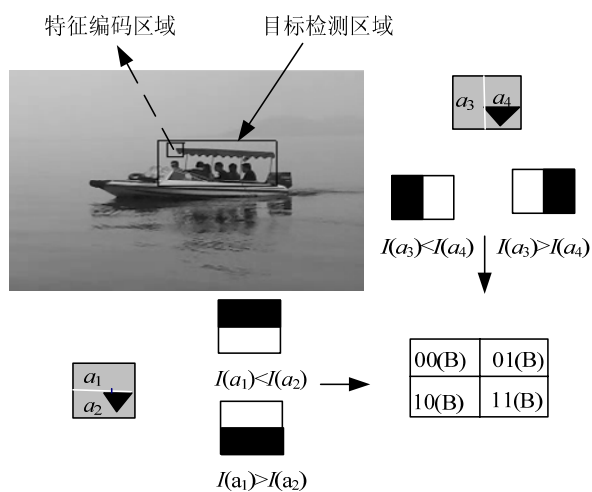 特征编码区域
目标检测区域
a3 a4
I(a3)<I(a4)
I(a3)>I(a4)
a1
a2
I(a1)<I(a2)
I(a1)>I(a2)
00(B) 01(B)
10(B) 11(B)